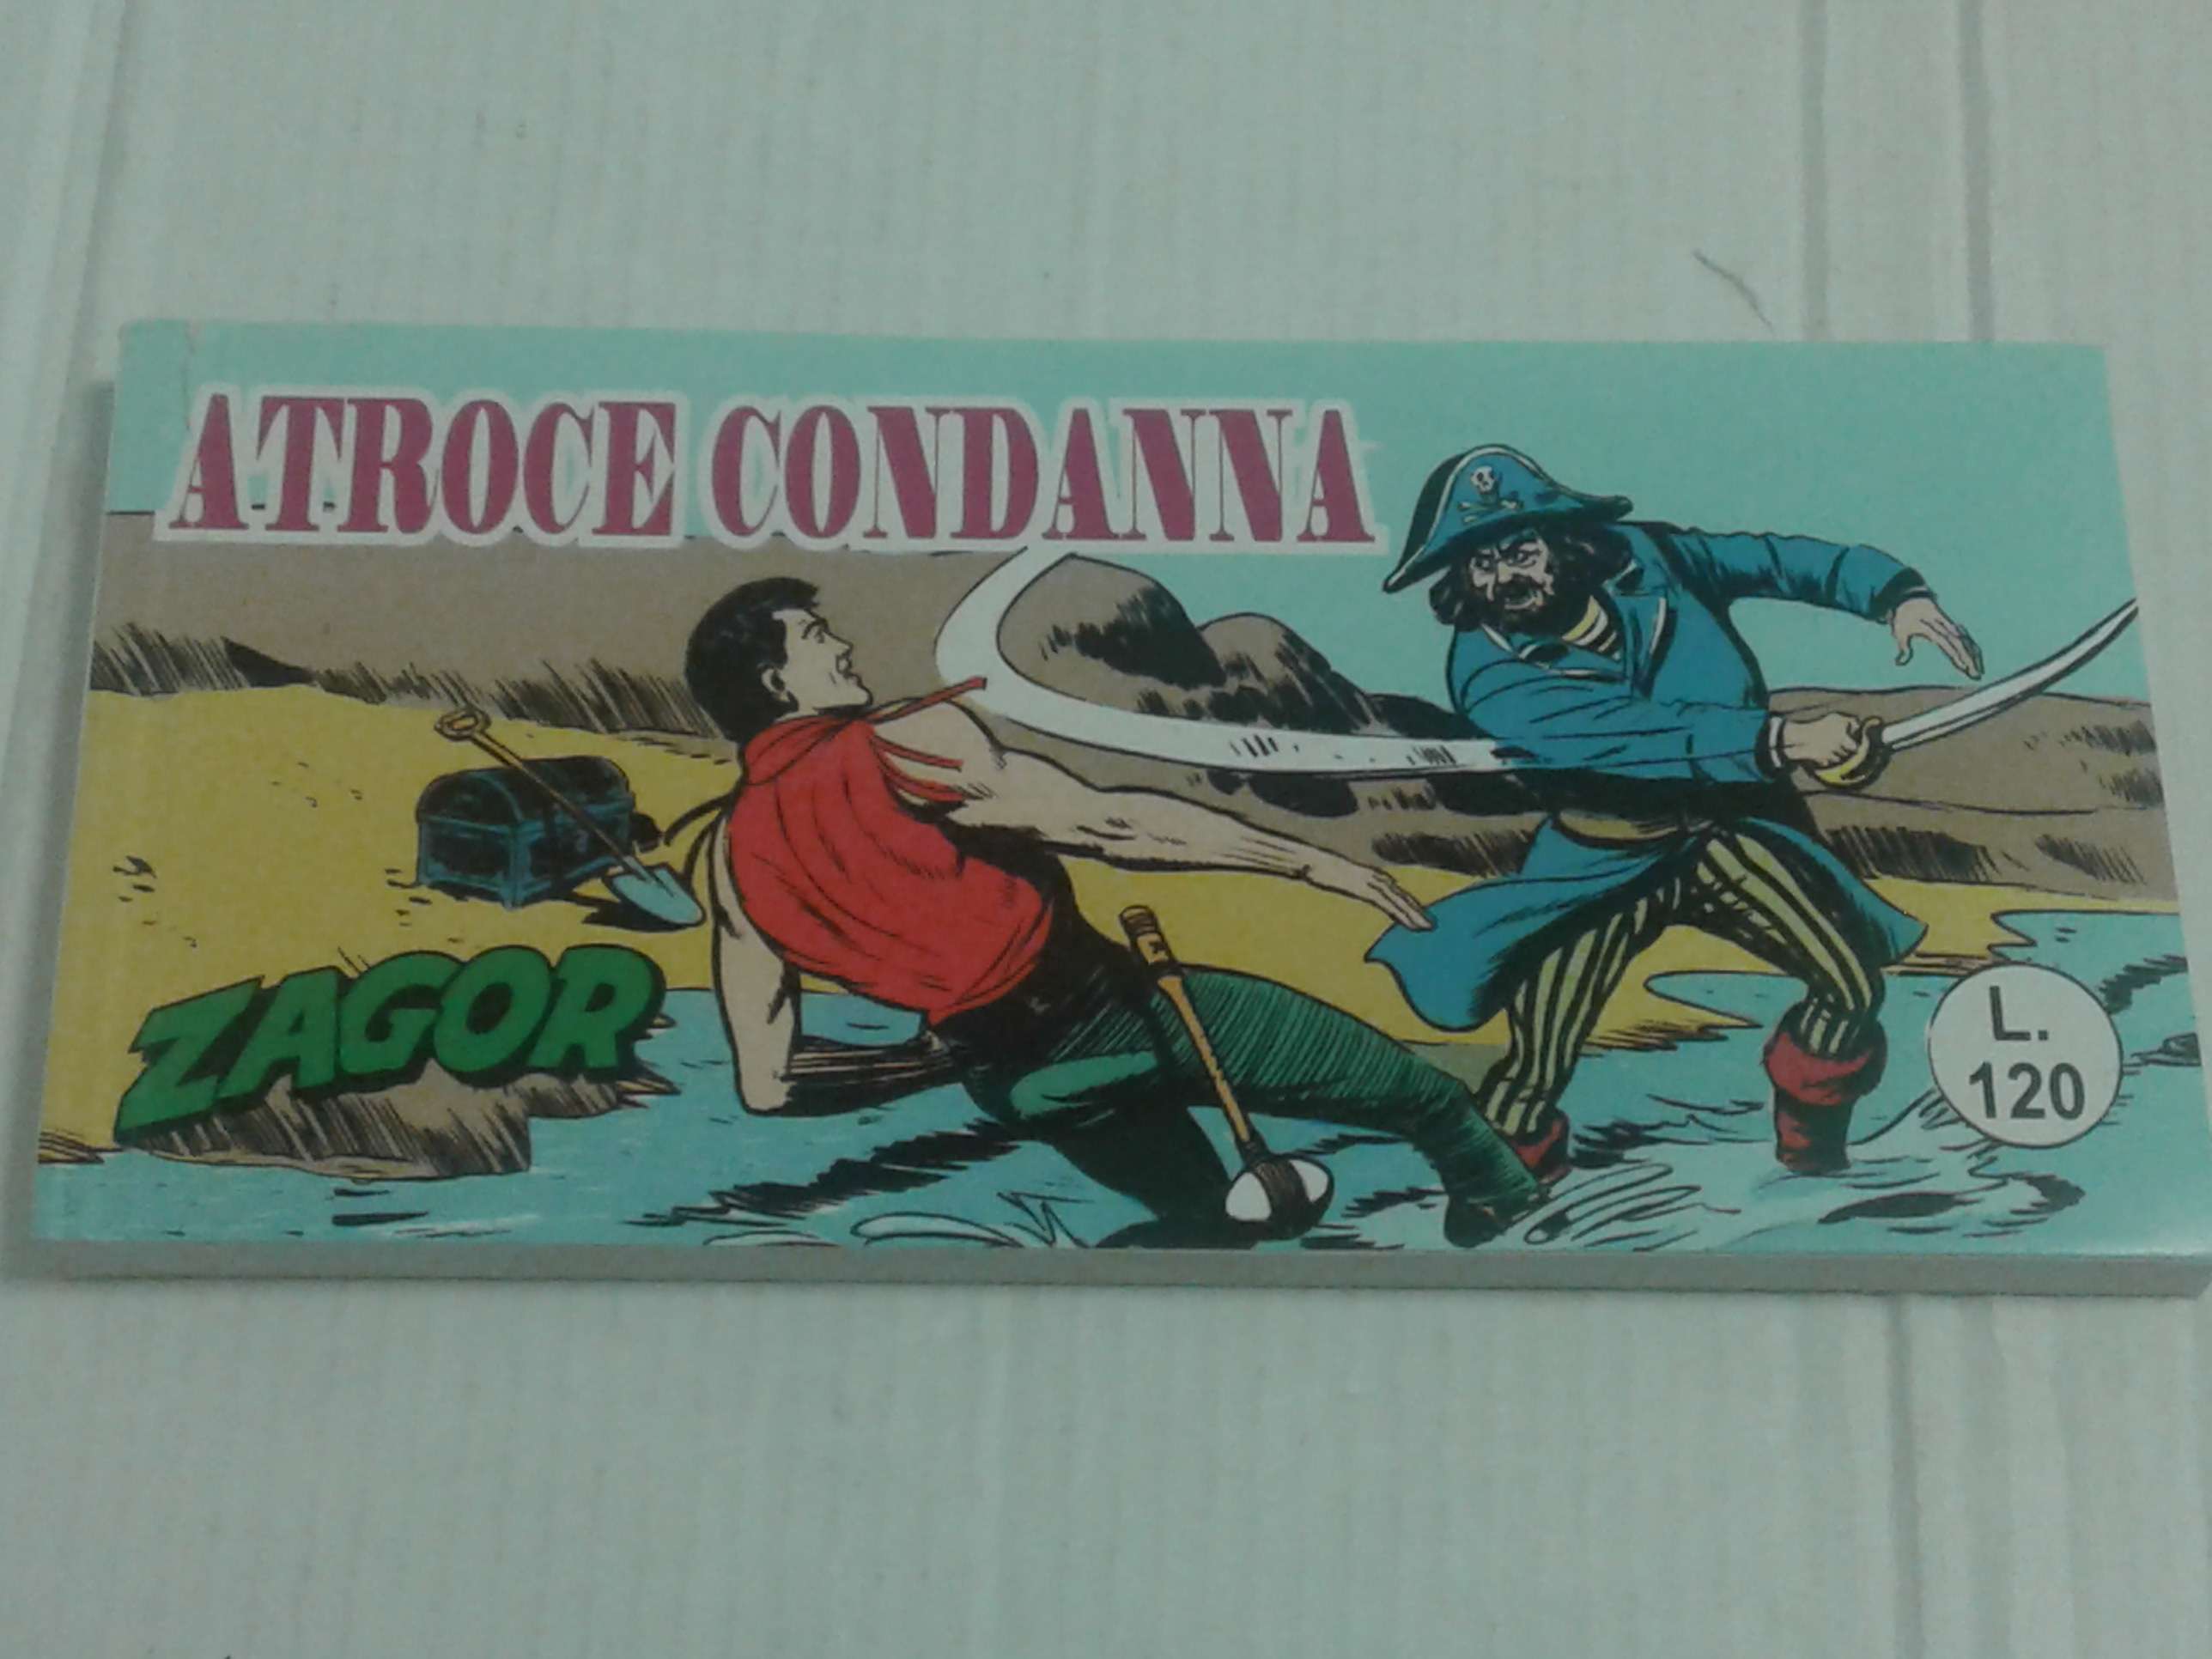 ATROCE CONDANNA
ZAGOR
L.
120